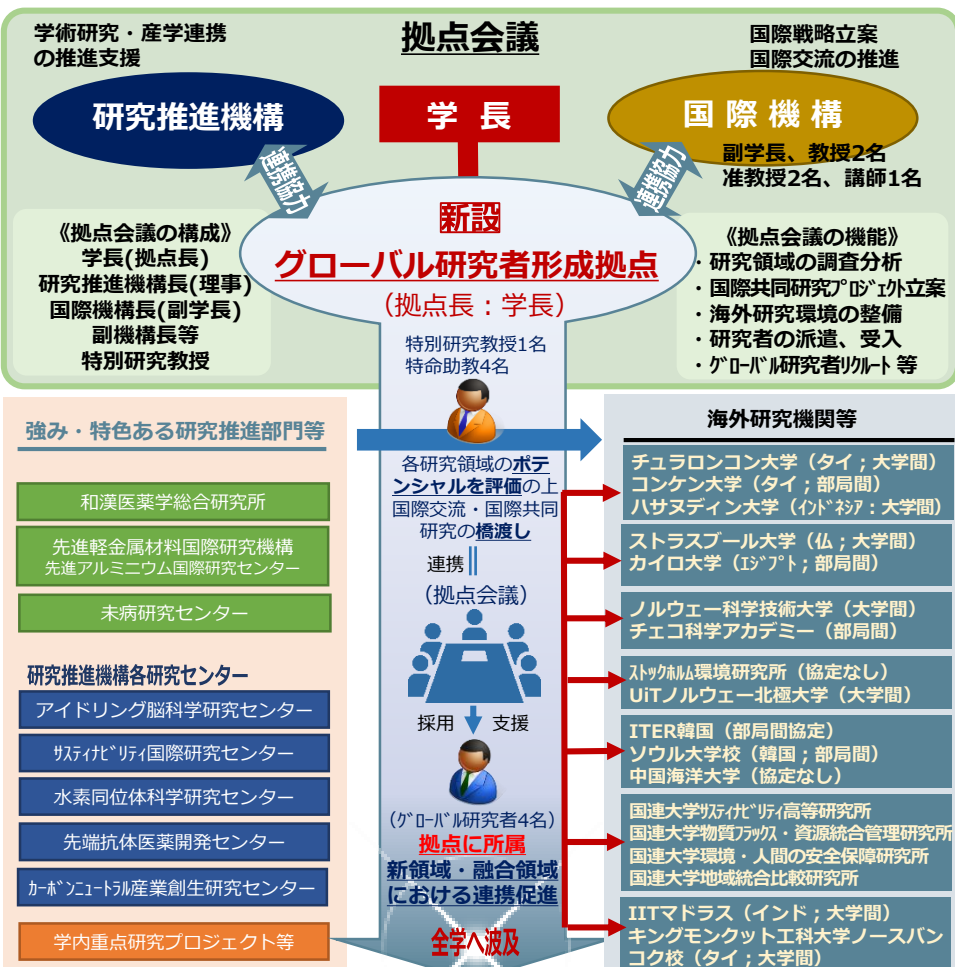 学術研究・産学連携
の推進支援
拠点会議
国際戦略立案
国際交流の推進
研究推進機構
学 長
国 際 機 構
副学長、教授2名
准教授2名、講師1名
連携協力
連携協力
新設
グローバル研究者形成拠点
(拠点長：学長)
《拠点会議の構成》
学長(拠点長)
研究推進機構長(理事)
国際機構長(副学長)
副機構長等
特別研究教授
《拠点会議の機能》
・研究領域の調査分析
・国際共同研究ﾌﾟﾛｼﾞｪｸﾄ立案
・海外研究環境の整備
・研究者の派遣、受入
・ｸﾞﾛｰﾊﾞﾙ研究者ﾘｸﾙｰﾄ 等
特別研究教授1名
特命助教4名
強み・特色ある研究推進部門等
和漢医薬学総合研究所
先進軽金属材料国際研究機構
先進アルミニウム国際研究センター
未病研究センター
研究推進機構各研究センター
アイドリング脳科学研究センター
ｻｽﾃｨﾅﾋﾞﾘﾃｨ国際研究センター
水素同位体科学研究センター
先端抗体医薬開発センター
ｶｰﾎﾞﾝﾆｭｰﾄﾗﾙ産業創生研究センター
学内重点研究プロジェクト等
各研究領域のポテ
ンシャルを評価の上
国際交流・国際共同
研究の橋渡し
連携
(拠点会議)
採用
支援
(ｸﾞﾛｰﾊﾞﾙ研究者4名)
拠点に所属
新領域・融合領域
における連携促進
全学へ波及
海外研究機関等
チュラロンコン大学（タイ；大学間）
コンケン大学（タイ；部局間）
ハサヌディン大学（ｲﾝﾄﾞﾈｼｱ：大学間）
ストラスブール大学（仏；大学間）
カイロ大学（ｴｼﾞﾌﾟﾄ；部局間）
ノルウェー科学技術大学（大学間）
チェコ科学アカデミー（部局間）
ｽﾄｯｸﾎﾙﾑ環境研究所（協定なし）
UiTノルウェー北極大学（大学間）
ITER韓国（部局間協定）
ソウル大学校（韓国；部局間）
中国海洋大学（協定なし）
国連大学ｻｽﾃｨﾅﾋﾞﾘﾃｨ高等研究所
国連大学物質ﾌﾗｯｸｽ・資源統合管理研究所
国連大学環境・人間の安全保障研究所
国連大学地域統合比較研究所
IITマドラス（インド；大学間）
キングモンクット工科大学ノースバン
コク校（タイ；大学間）